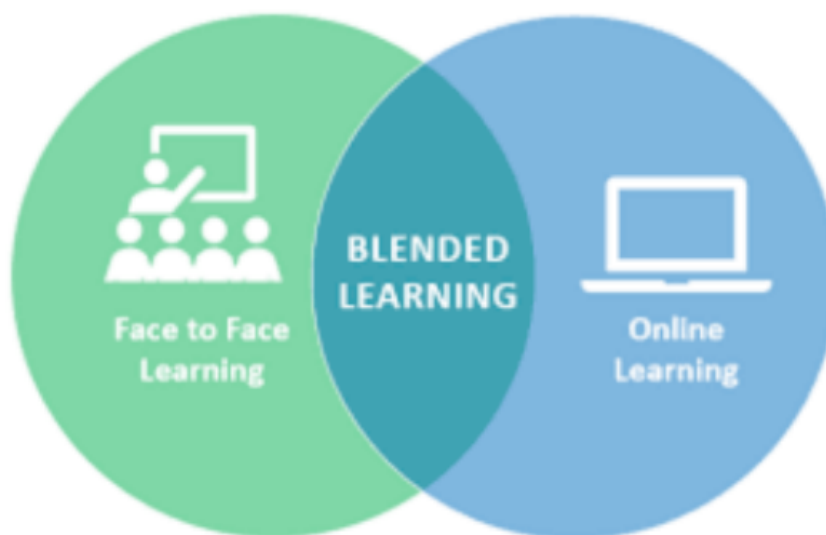 Face to Face
Learning
BLENDED
LEARNING
Online
Learning